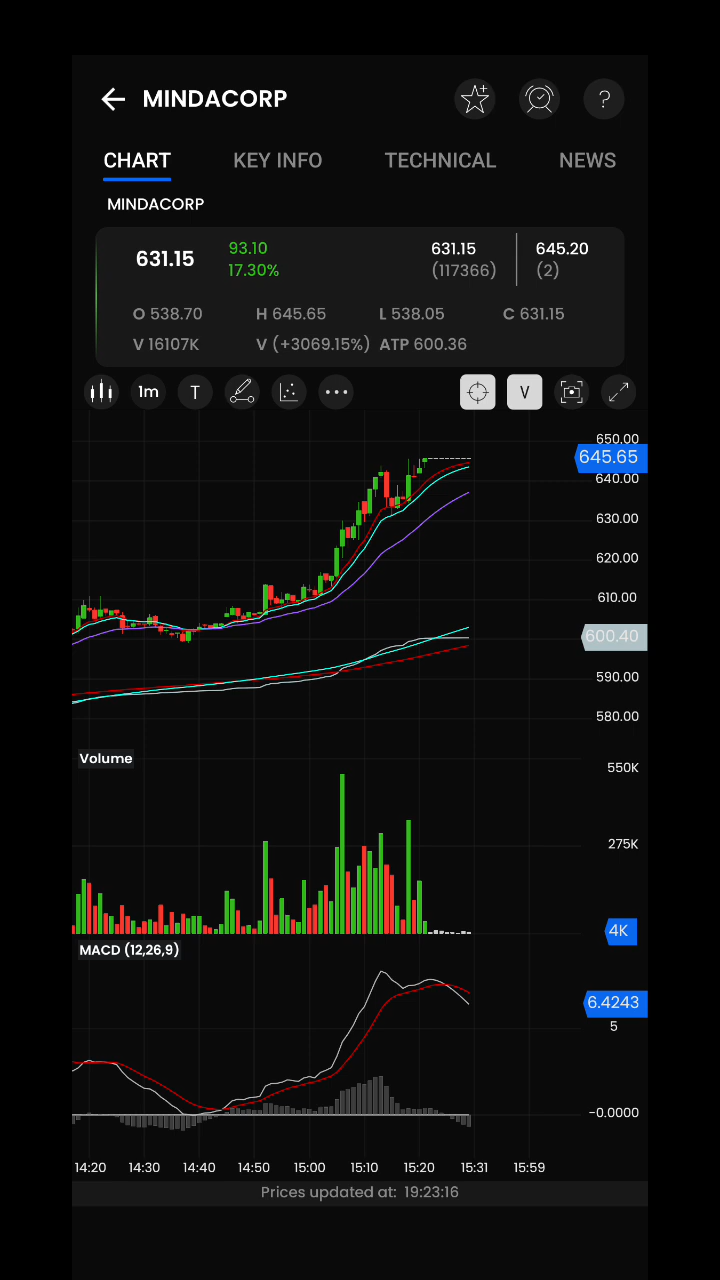 MINDACORP
?
CHART KEY INFO TECHNICAL NEWS
MINDACORP
631.15 93.10 631.15 645.20
17.30% (117366) (2)
O 538.70 H 645.65 L 538.05 C 631.15
V 16107K V (+3069.15%) ATP 600.36
1m T V
650.00
645.65
640.00
630.00
620.00
610.00
600.40
590.00
580.00
Volume
550K
275K
4K
MACD (12,26,9)
6.4243
5
-0.0000
14:20 14:30 14:40 14:50 15:00 15:10 15:20 15:31 15:59
Prices updated at: 19:23:16